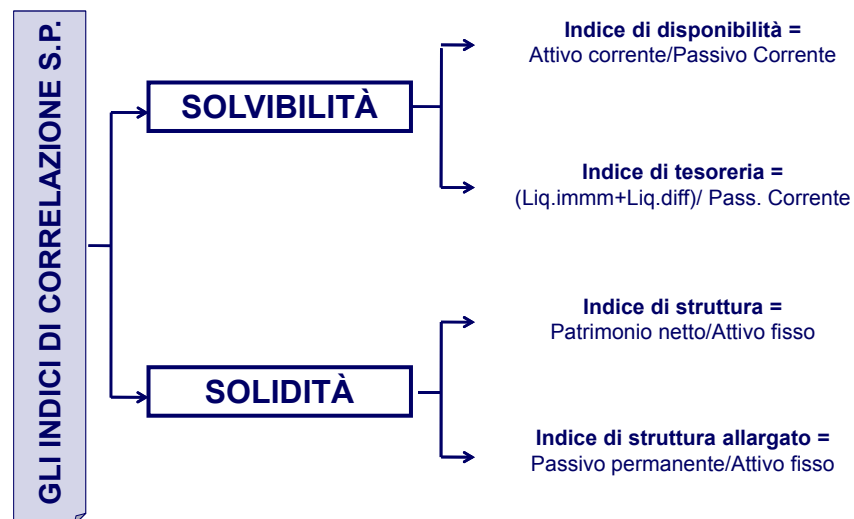 GLI INDICI DI CORRELAZIONE S.P.
SOLVIBILITÀ
Indice di disponibilità =
Attivo corrente/Passivo Corrente
Indice di tesoreria =
(Liq.immm+Liq.diff)/ Pass. Corrente
SOLIDITÀ
Indice di struttura =
Patrimonio netto/Attivo fisso
Indice di struttura allargato =
Passivo permanente/Attivo fisso